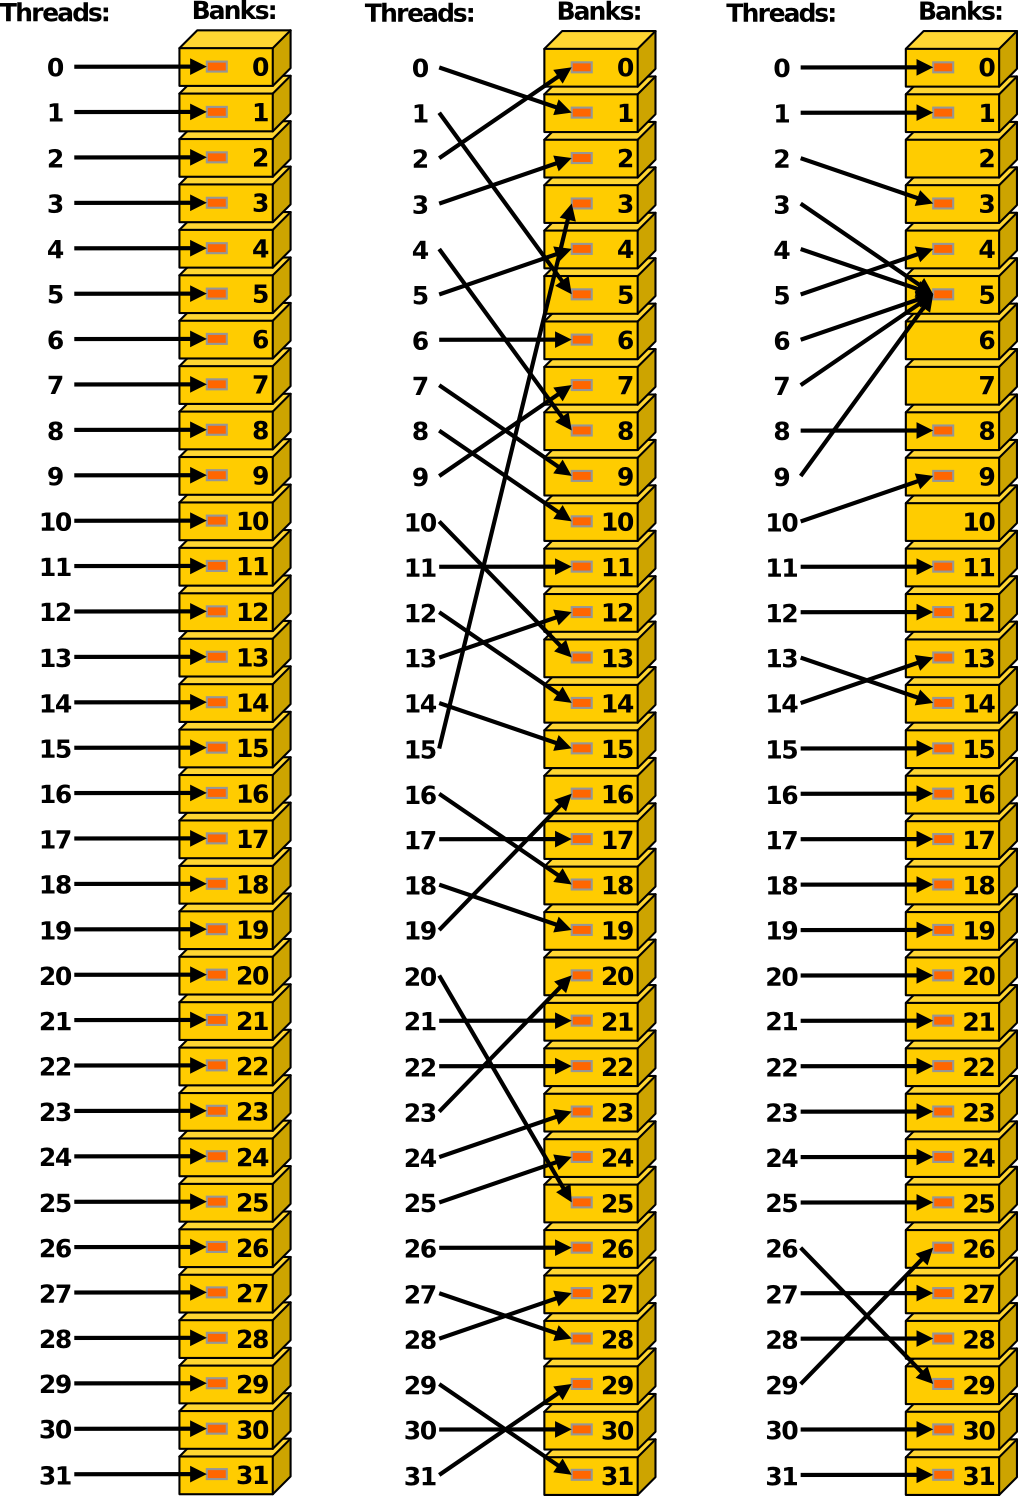 Threads: Banks: Threads: Banks: Threads: Banks:
0 0 0 0 0 0
1 1 1 1 1 1
2 2 2 2 2 2
3 3 3 3 3 3
4 4 4 4 4 4
5 5 5 5 5 5
6 6 6 6 6 6
7 7 7 7 7 7
8 8 8 8 8 8
9 9 9 9 9 9
10 10 10 10 10 10
11 11 11 11 11 11
12 12 12 12 12 12
13 13 13 13 13 13
14 14 14 14 14 14
15 15 15 15 15 15
16 16 16 16 16 16
17 17 17 17 17 17
18 18 18 18 18 18
19 19 19 19 19 19
20 20 20 20 20 20
21 21 21 21 21 21
22 22 22 22 22 22
23 23 23 23 23 23
24 24 24 24 24 24
25 25 25 25 25 25
26 26 26 26 26 26
27 27 27 27 27 27
28 28 28 28 28 28
29 29 29 29 29 29
30 30 30 30 30 30
31 31 31 31 31 31